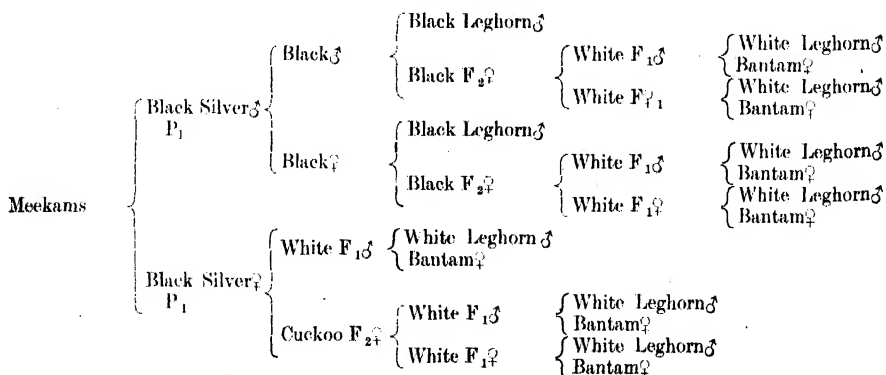 Black Leghorn♂
Black♂
Black F₂♀
White F₁♂
White Leghorn♂
Bantam♀
White F♀₁
White Leghorn♂
Bantam♀
Black Silver♂
P₁
Black♀
Black Leghorn♂
Black F₂♀
White F₁♂
White Leghorn♂
Bantam♀
White F₁♀
White Leghorn♂
Bantam♀
Meekams
Black Silver♀
P₁
White F₁♂
White Leghorn♂
Bantam♀
Cuckoo F₂♀
White F₁♂
White Leghorn♂
Bantam♀
White F₁♀
White Leghorn♂
Bantam♀